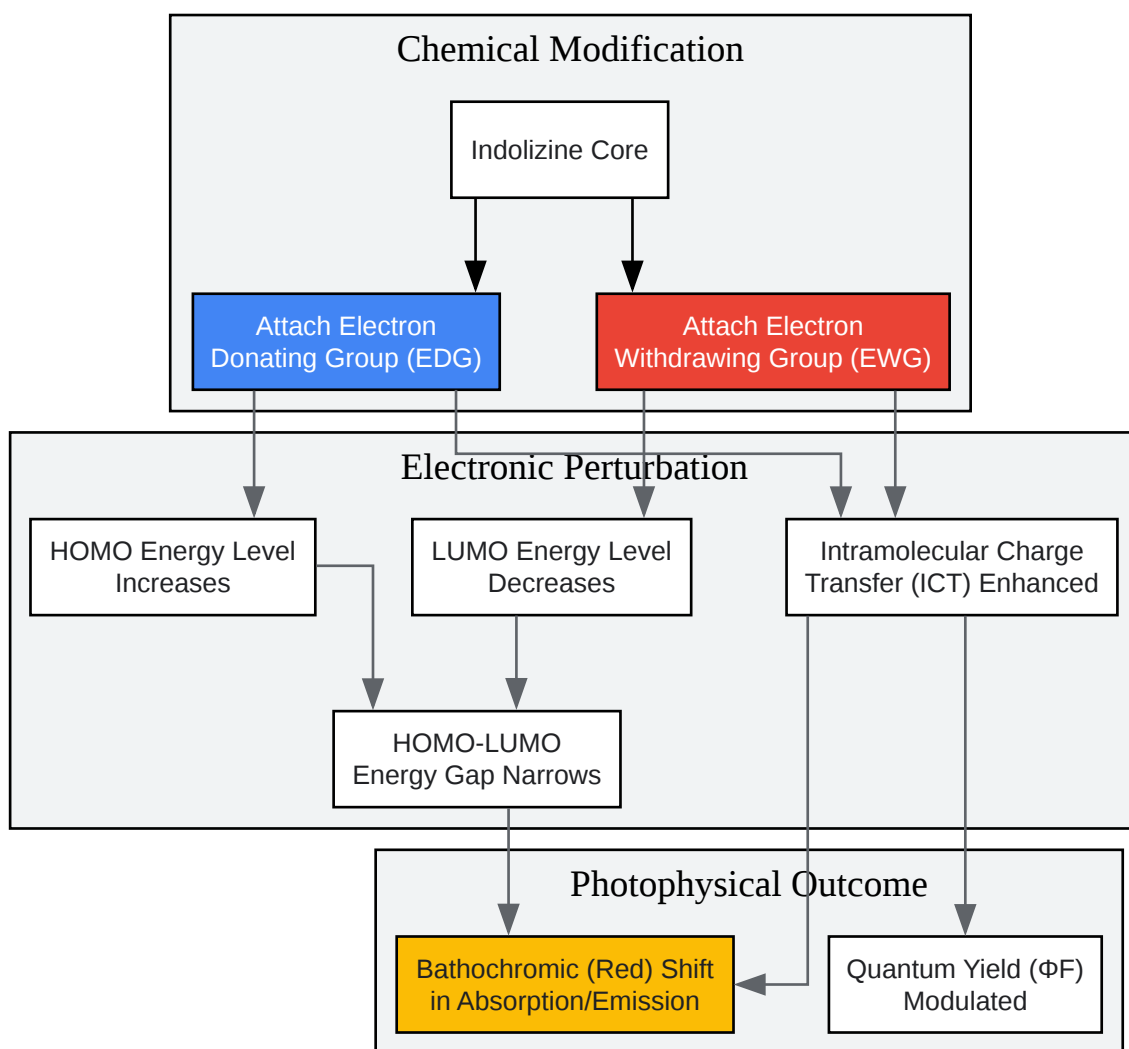 Chemical Modification
Indolizine Core
Attach Electron
Donating Group (EDG)
Attach Electron
Withdrawing Group (EWG)
Electronic Perturbation
HOMO Energy Level
Increases
LUMO Energy Level
Decreases
Intramolecular Charge
Transfer (ICT) Enhanced
HOMO-LUMO
Energy Gap Narrows
Photophysical Outcome
Bathochromic (Red) Shift
in Absorption/Emission
Quantum Yield (ΦF)
Modulated